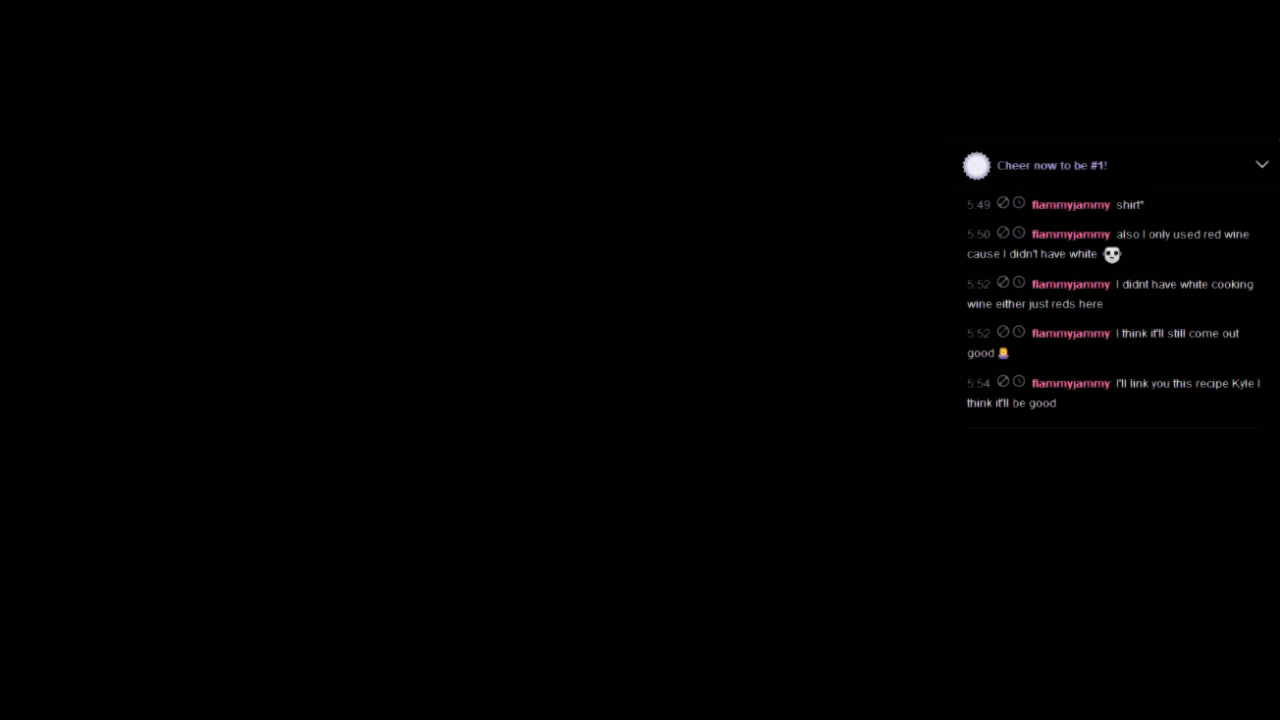 Cheer now to be #1!
5:49 flammyjammy shirt*
5:50 flammyjammy also I only used red wine
cause I didn't have white
5:52 flammyjammy I didnt have white cooking
wine either just reds here
5:52 flammyjammy I think it'll still come out
good
5:54 flammyjammy I'll link you this recipe Kyle I
think it'll be good